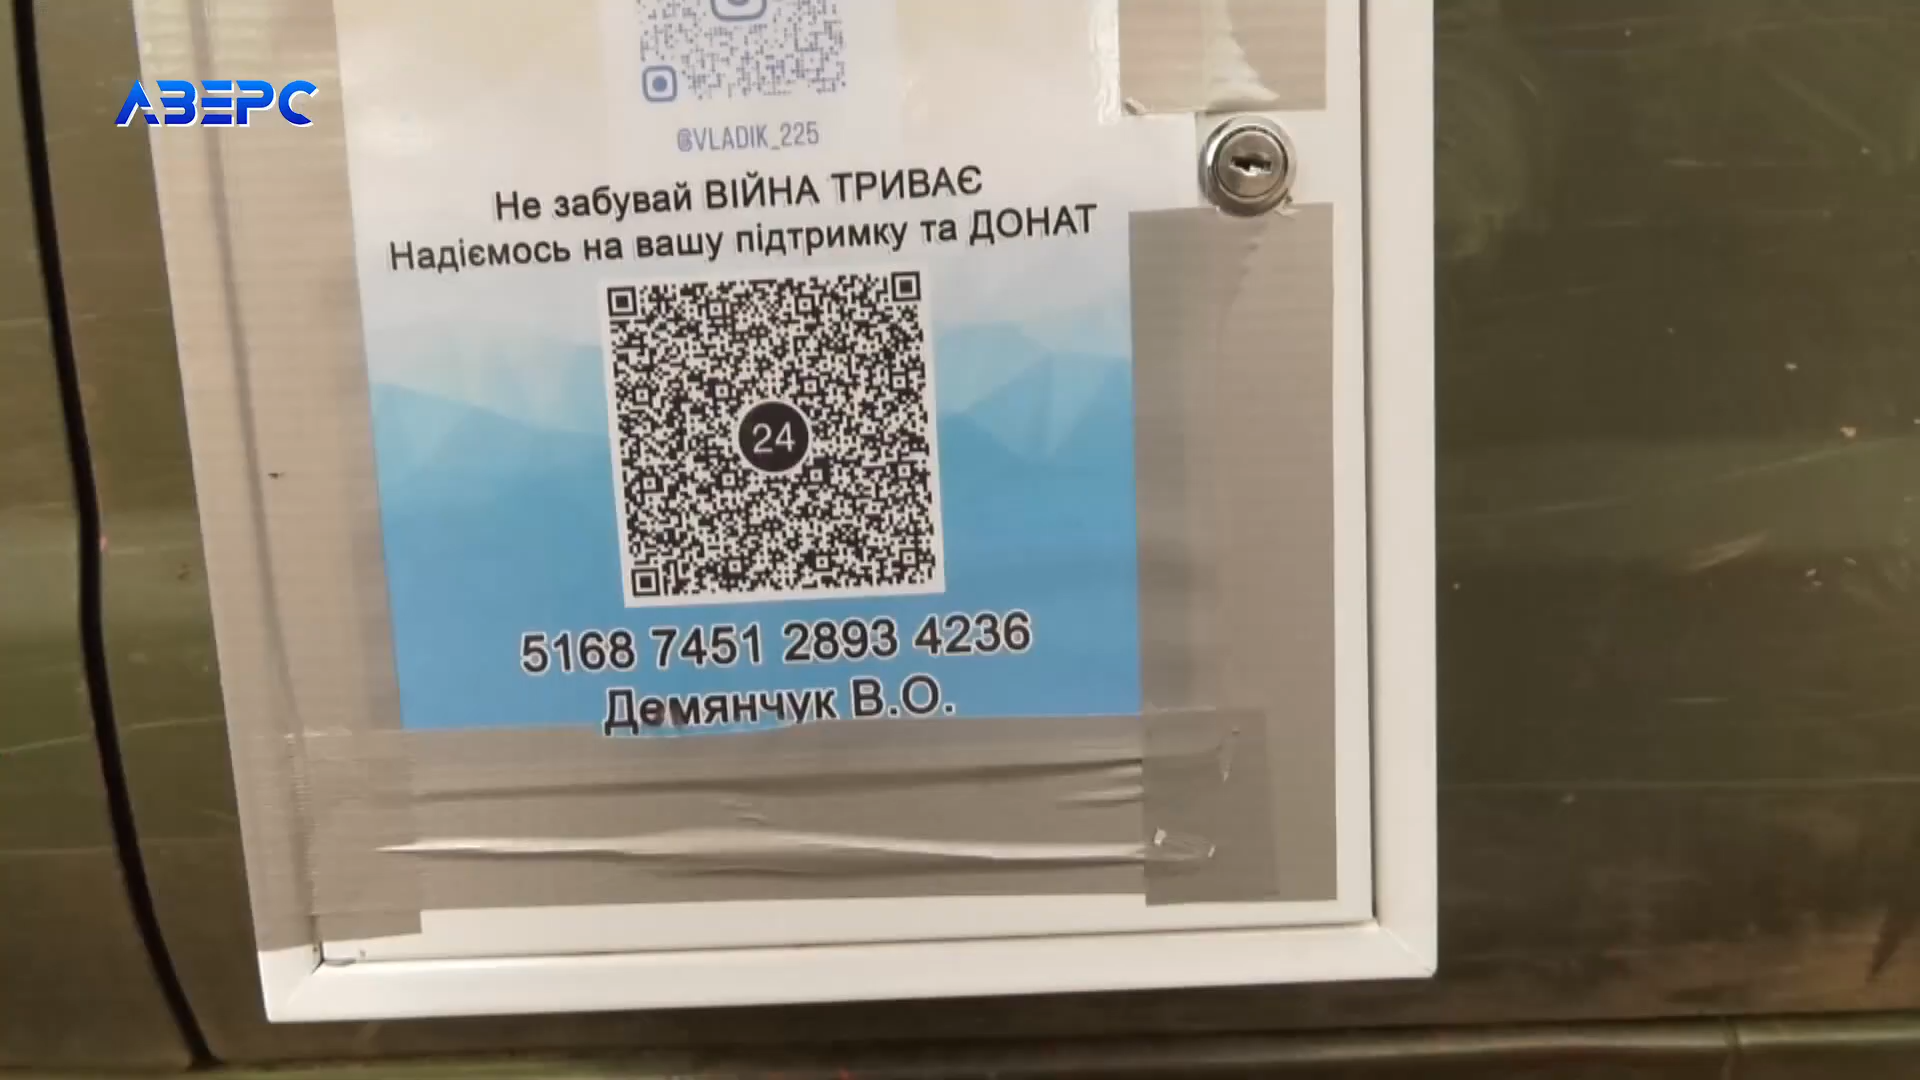 АВЕРС
@VLADIK_225
Не забувай ВІЙНА ТРИВАЄ
Надіємось на вашу підтримку та ДОНАТ
24
5168 7451 2893 4236
Демянчук В.О.